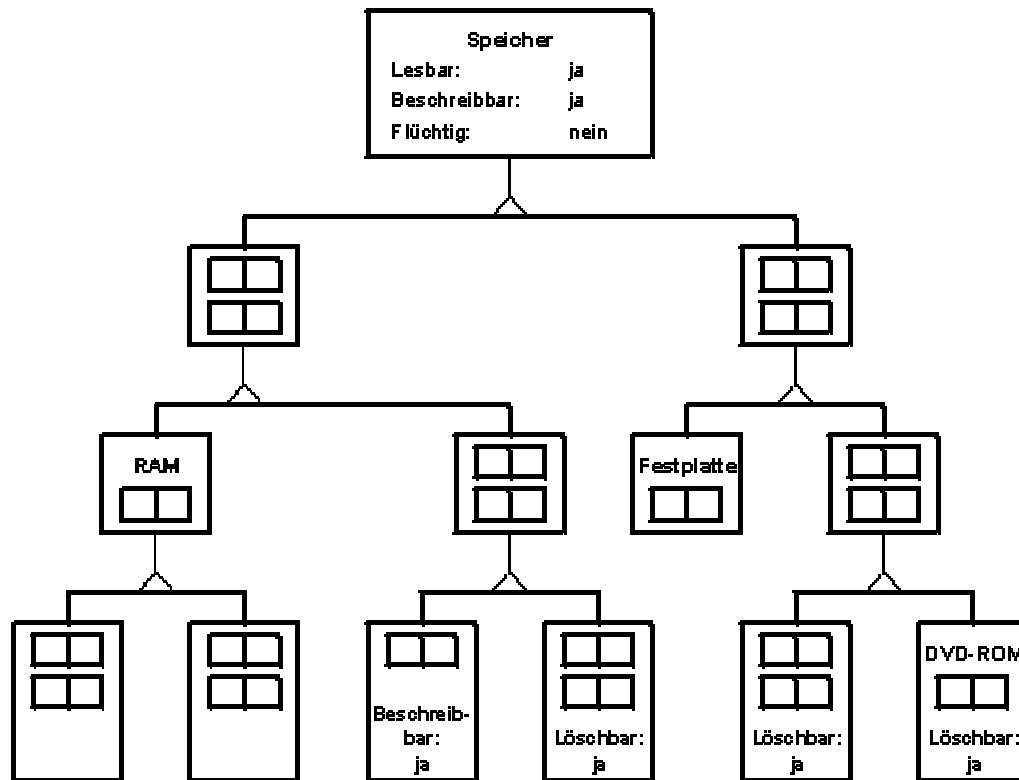 Speicher
Lesbar: ja
Beschreibbar: ja
Flüchtig: nein
RAM
Festplatte
Beschreib-
bar:
ja
Löschbar:
ja
Löschbar:
ja
DVD-ROM
Löschbar:
ja